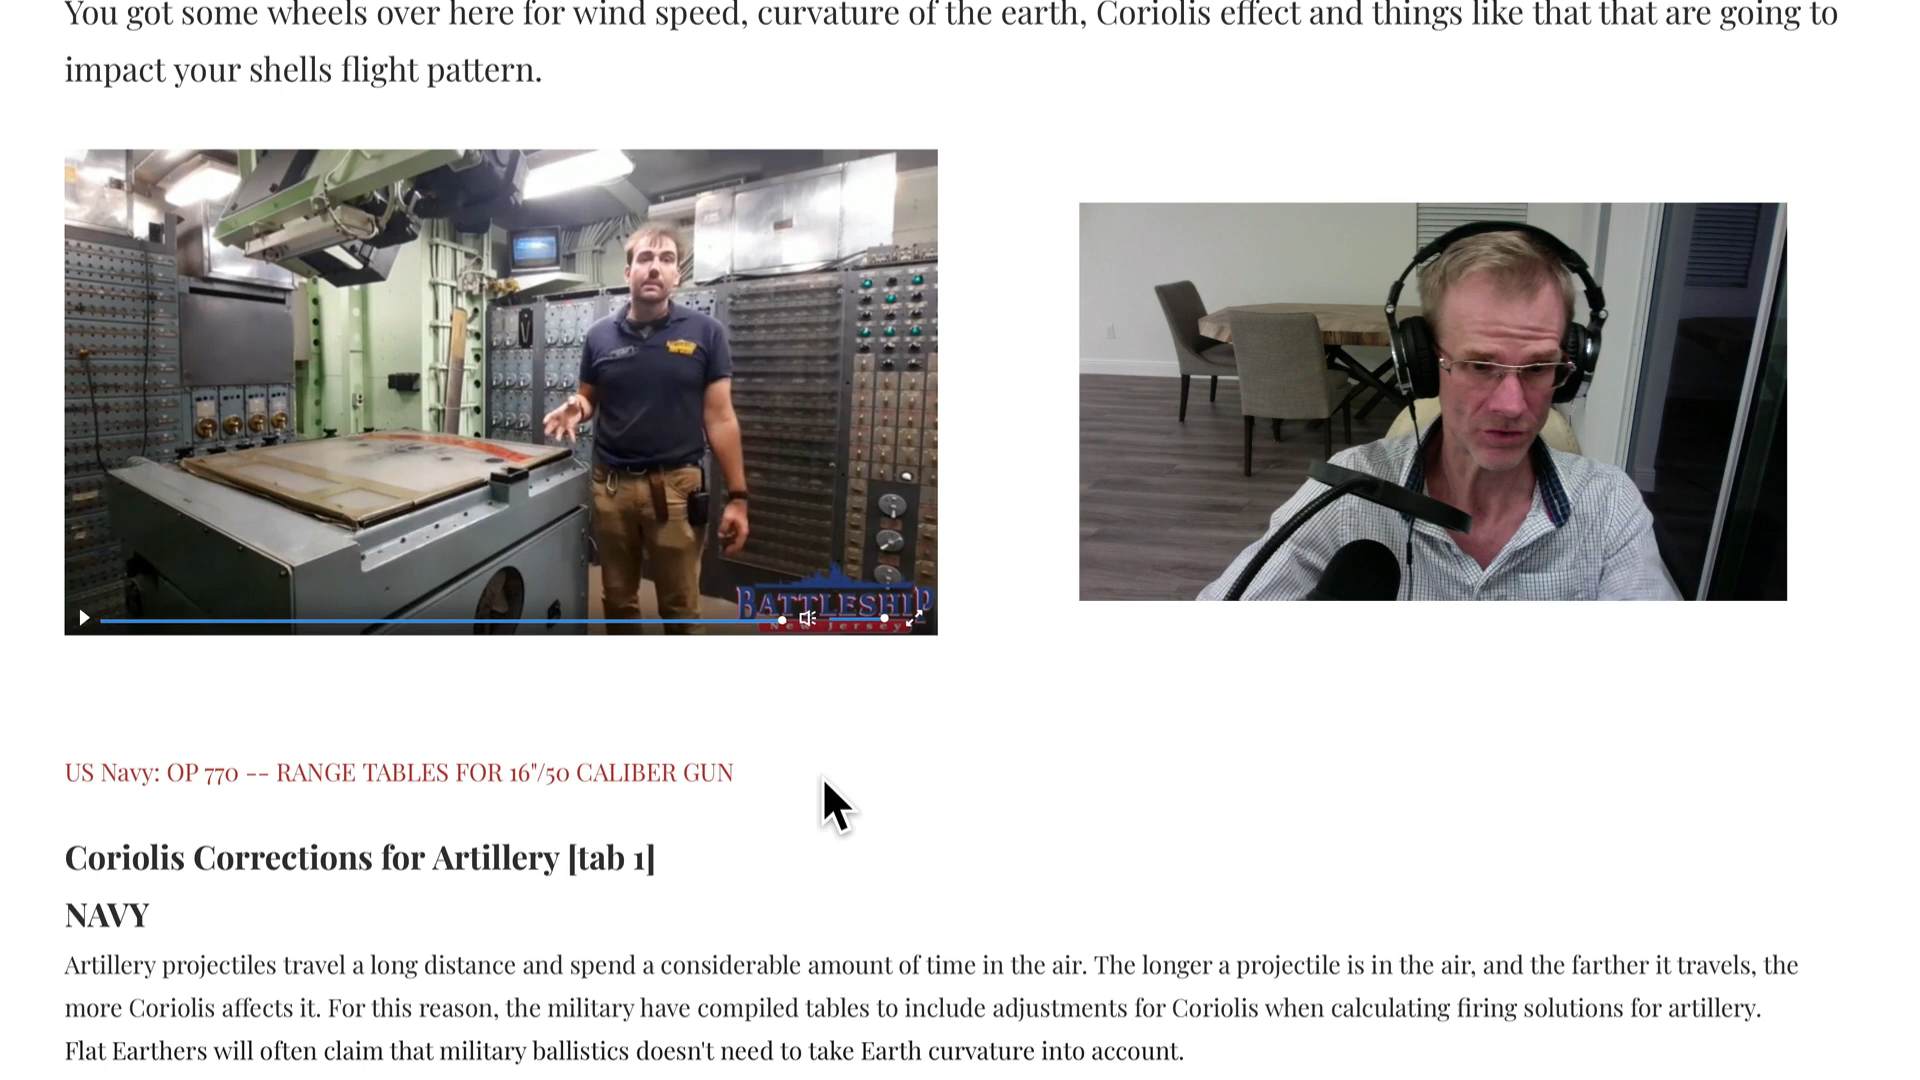 You got some wheels over here for wind speed, curvature of the earth, Coriolis effect and things like that that are going to
impact your shells flight pattern.
BATTLESHIP
New Jersey
US Navy: OP 770 -- RANGE TABLES FOR 16"/50 CALIBER GUN
Coriolis Corrections for Artillery [tab 1]
NAVY
Artillery projectiles travel a long distance and spend a considerable amount of time in the air. The longer a projectile is in the air, and the farther it travels, the
more Coriolis affects it. For this reason, the military have compiled tables to include adjustments for Coriolis when calculating firing solutions for artillery.
Flat Earthers will often claim that military ballistics doesn't need to take Earth curvature into account.